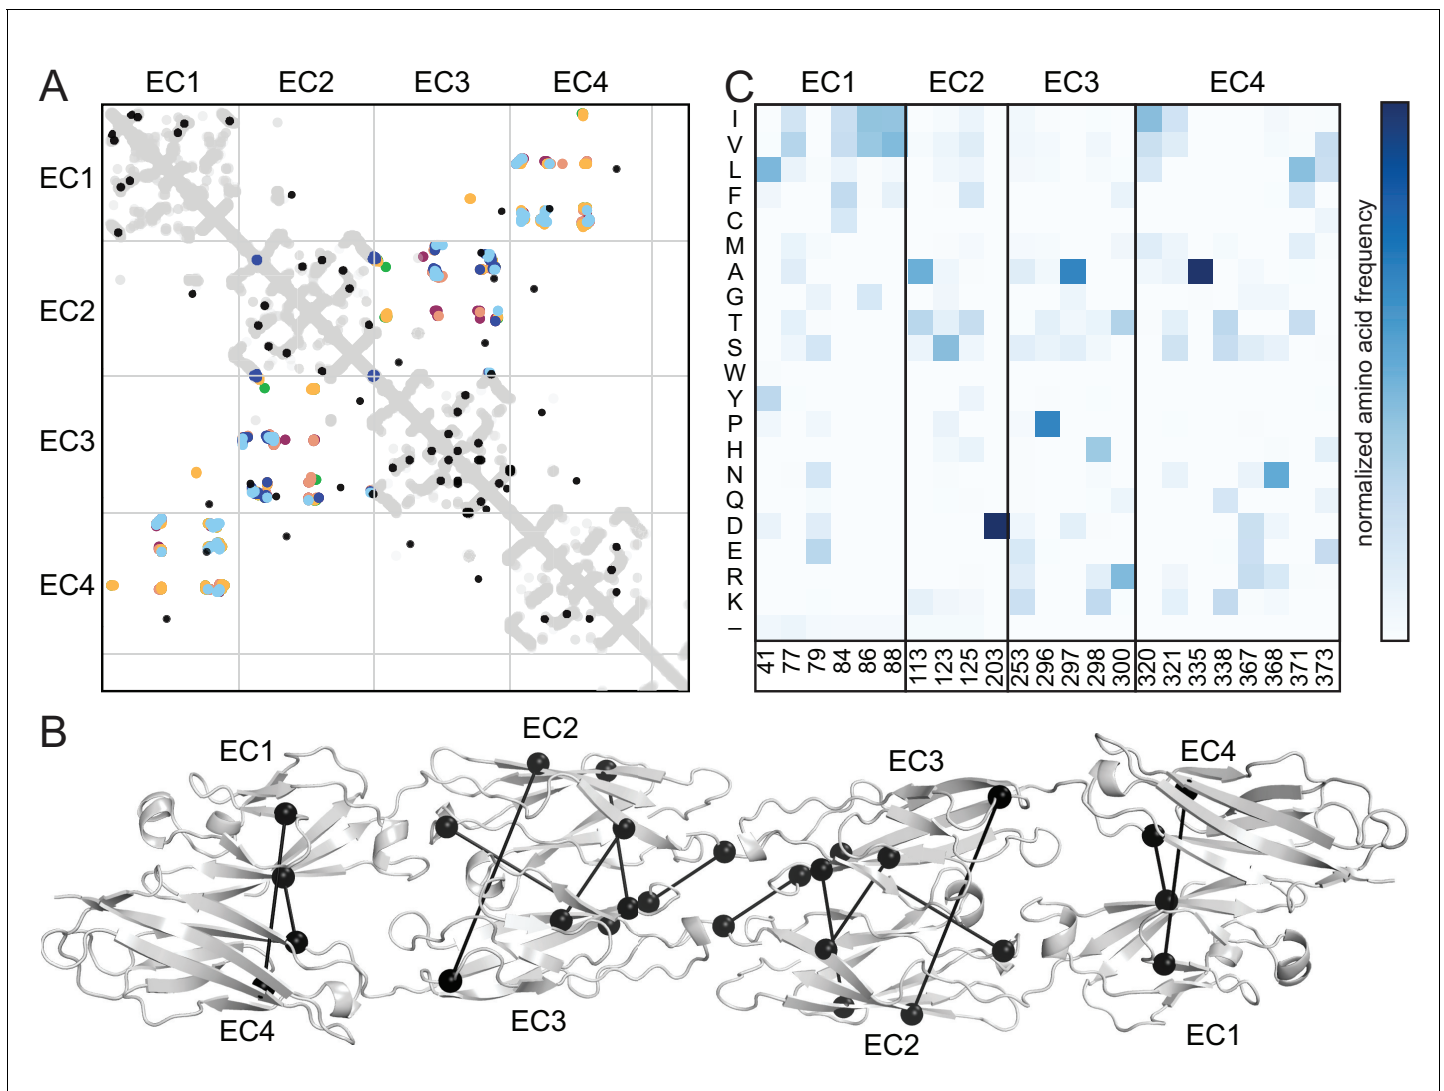 A
EC1 EC2 EC3 EC4
EC1
EC2
EC3
EC4
C
EC1 EC2 EC3 EC4
I
V
L
F
C
M
A
G
T
S
W
Y
P
H
N
Q
D
E
R
K
–
41 77 79 84 86 88 113 123 125 203 253 296 297 298 300 320 321 335 338 367 368 371 373
normalized amino acid frequency
B
EC1 EC2 EC3 EC4
EC4 EC3 EC2 EC1